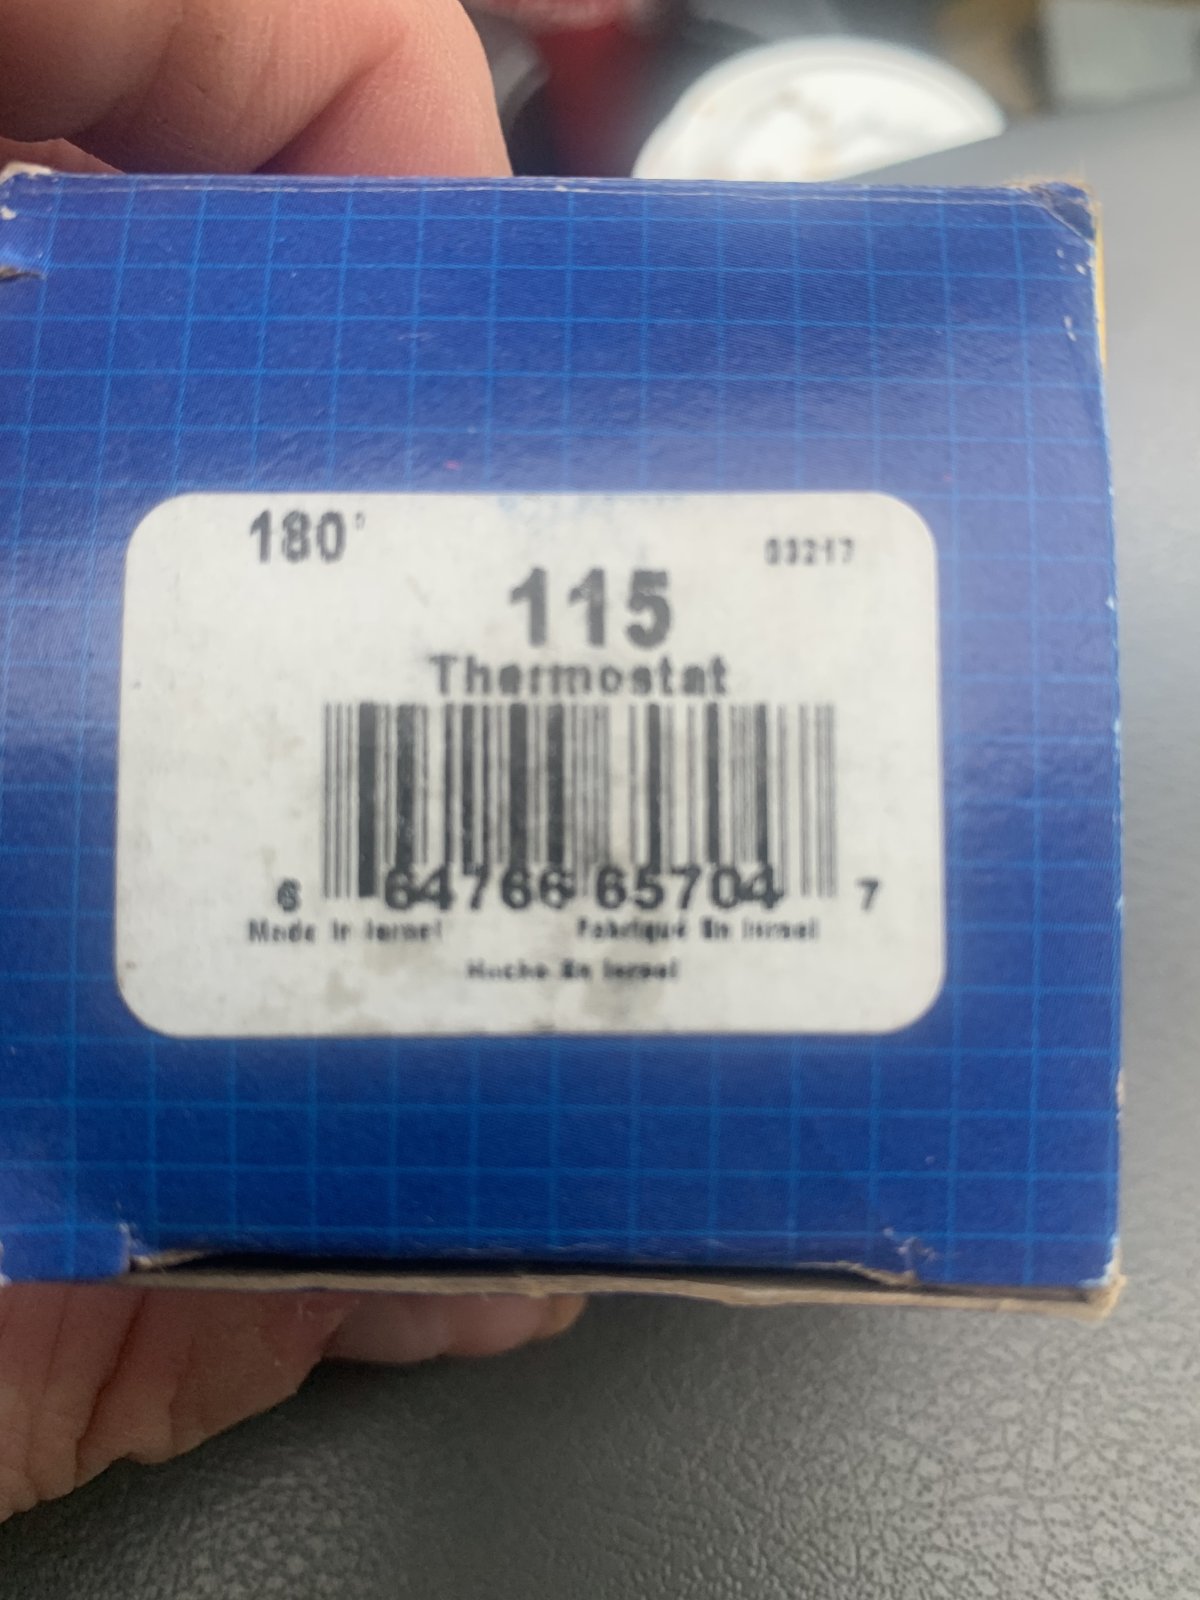 180°
03217
115
Thermostat
6 64766 65704 7
Made In Israel
Fabriqué En Israel
Hecho En Israel